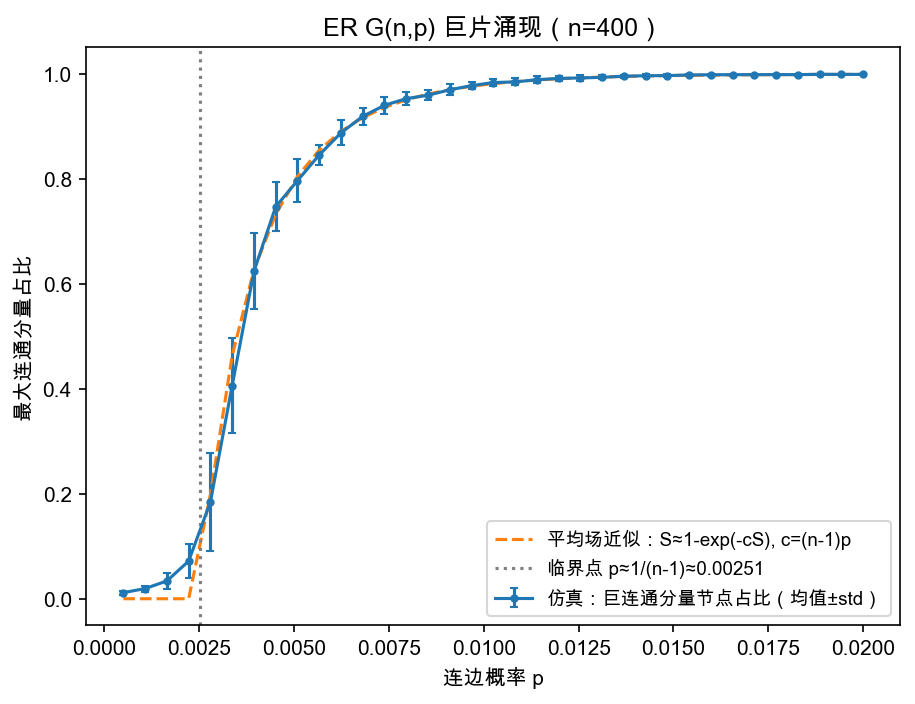 ER G(n,p) 巨片涌现（n=400）
最大连通分量占比
1.0
0.8
0.6
0.4
0.2
0.0
平均场近似：S≈1-exp(-cS), c=(n-1)p
临界点 p≈1/(n-1)≈0.00251
仿真：巨连通分量节点占比（均值±std）
0.0000 0.0025 0.0050 0.0075 0.0100 0.0125 0.0150 0.0175 0.0200
连边概率 p